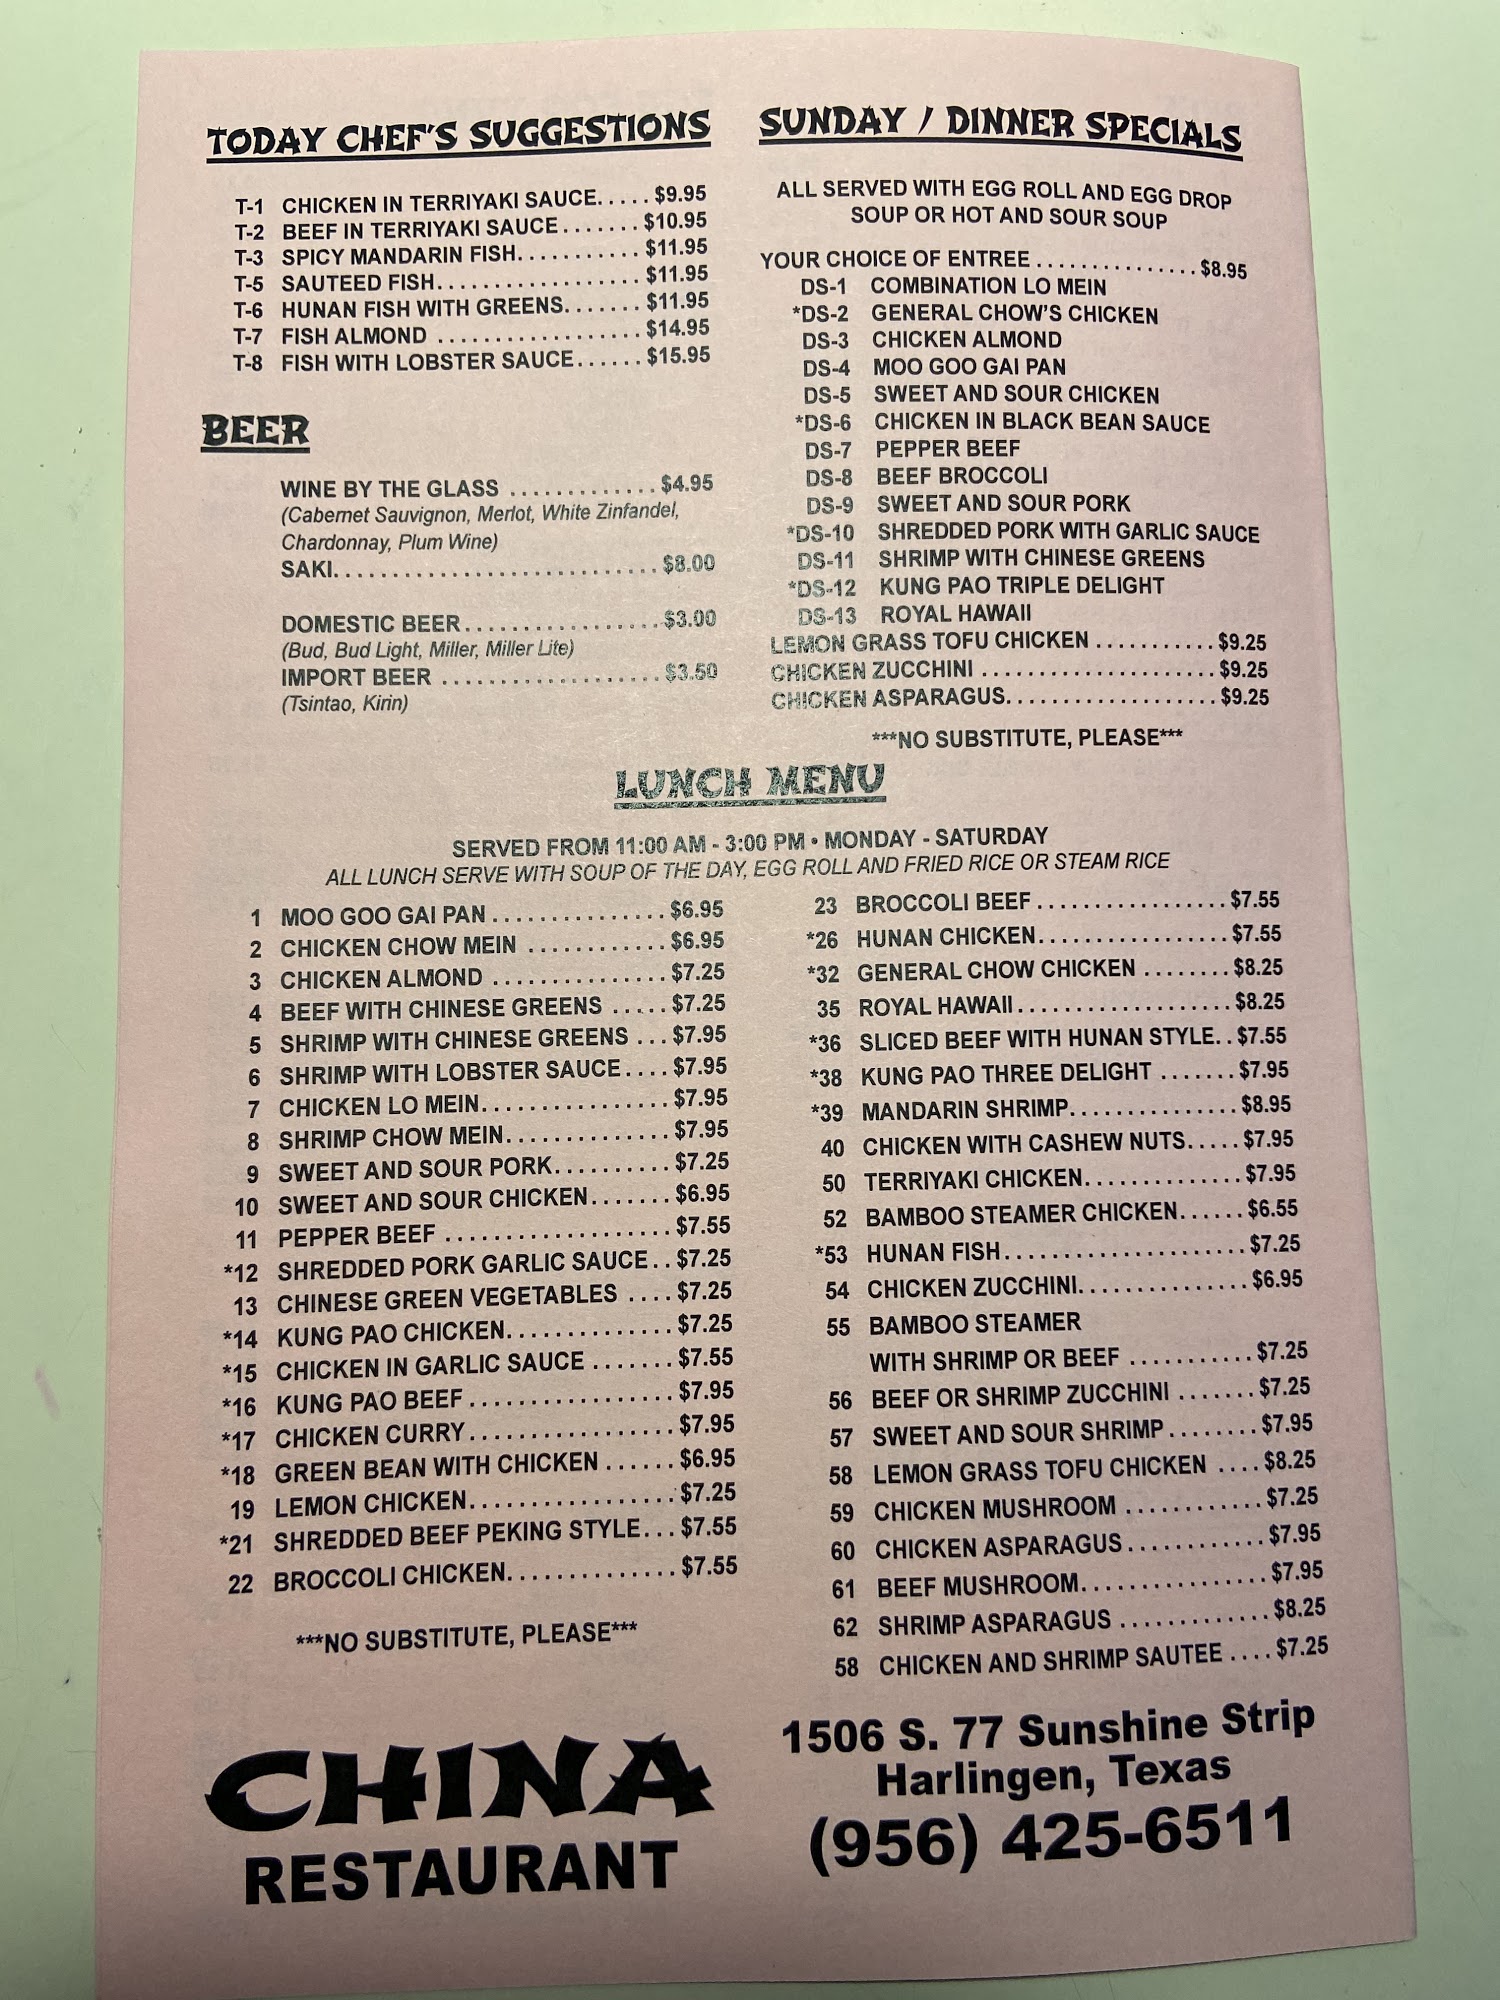 TODAY CHEF'S SUGGESTIONS
T-1 CHICKEN IN TERRIYAKI SAUCE..... $9.95
T-2 BEEF IN TERRIYAKI SAUCE....... $10.95
T-3 SPICY MANDARIN FISH........... $11.95
T-5 SAUTEED FISH.................. $11.95
T-6 HUNAN FISH WITH GREENS....... $11.95
T-7 FISH ALMOND .................. $14.95
T-8 FISH WITH LOBSTER SAUCE...... $15.95
BEER
WINE BY THE GLASS ............. $4.95
(Cabernet Sauvignon, Merlot, White Zinfandel,
Chardonnay, Plum Wine)
SAKI............................. $8.00
DOMESTIC BEER.................. $3.00
(Bud, Bud Light, Miller, Miller Lite)
IMPORT BEER .................... $3.50
(Tsintao, Kirin)
SUNDAY / DINNER SPECIALS
ALL SERVED WITH EGG ROLL AND EGG DROP
SOUP OR HOT AND SOUR SOUP
YOUR CHOICE OF ENTREE ............... $8.95
DS-1 COMBINATION LO MEIN
*DS-2 GENERAL CHOW'S CHICKEN
DS-3 CHICKEN ALMOND
DS-4 MOO GOO GAI PAN
DS-5 SWEET AND SOUR CHICKEN
*DS-6 CHICKEN IN BLACK BEAN SAUCE
DS-7 PEPPER BEEF
DS-8 BEEF BROCCOLI
DS-9 SWEET AND SOUR PORK
*DS-10 SHREDDED PORK WITH GARLIC SAUCE
DS-11 SHRIMP WITH CHINESE GREENS
*DS-12 KUNG PAO TRIPLE DELIGHT
DS-13 ROYAL HAWAII
LEMON GRASS TOFU CHICKEN ........... $9.25
CHICKEN ZUCCHINI ...................... $9.25
CHICKEN ASPARAGUS................... $9.25
***NO SUBSTITUTE, PLEASE***
LUNCH MENU
SERVED FROM 11:00 AM - 3:00 PM • MONDAY - SATURDAY
ALL LUNCH SERVE WITH SOUP OF THE DAY, EGG ROLL AND FRIED RICE OR STEAM RICE
1 MOO GOO GAI PAN ............... $6.95
2 CHICKEN CHOW MEIN ............ $6.95
3 CHICKEN ALMOND ............... $7.25
4 BEEF WITH CHINESE GREENS ..... $7.25
5 SHRIMP WITH CHINESE GREENS ... $7.95
6 SHRIMP WITH LOBSTER SAUCE.... $7.95
7 CHICKEN LO MEIN................ $7.95
8 SHRIMP CHOW MEIN.............. $7.95
9 SWEET AND SOUR PORK.......... $7.25
10 SWEET AND SOUR CHICKEN....... $6.95
11 PEPPER BEEF ................... $7.55
*12 SHREDDED PORK GARLIC SAUCE.. $7.25
13 CHINESE GREEN VEGETABLES .... $7.25
*14 KUNG PAO CHICKEN.............. $7.25
*15 CHICKEN IN GARLIC SAUCE ....... $7.55
*16 KUNG PAO BEEF................. $7.95
*17 CHICKEN CURRY................. $7.95
*18 GREEN BEAN WITH CHICKEN ...... $6.95
19 LEMON CHICKEN.................. $7.25
*21 SHREDDED BEEF PEKING STYLE... $7.55
22 BROCCOLI CHICKEN.............. $7.55
***NO SUBSTITUTE, PLEASE***
23 BROCCOLI BEEF ................. $7.55
*26 HUNAN CHICKEN................. $7.55
*32 GENERAL CHOW CHICKEN ........ $8.25
35 ROYAL HAWAII................... $8.25
*36 SLICED BEEF WITH HUNAN STYLE.. $7.55
*38 KUNG PAO THREE DELIGHT ....... $7.95
*39 MANDARIN SHRIMP............... $8.95
40 CHICKEN WITH CASHEW NUTS..... $7.95
50 TERRIYAKI CHICKEN.............. $7.95
52 BAMBOO STEAMER CHICKEN...... $6.55
*53 HUNAN FISH...................... $7.25
54 CHICKEN ZUCCHINI............... $6.95
55 BAMBOO STEAMER
WITH SHRIMP OR BEEF ........... $7.25
56 BEEF OR SHRIMP ZUCCHINI ....... $7.25
57 SWEET AND SOUR SHRIMP........ $7.95
58 LEMON GRASS TOFU CHICKEN .... $8.25
59 CHICKEN MUSHROOM ............ $7.25
60 CHICKEN ASPARAGUS............ $7.95
61 BEEF MUSHROOM................ $7.95
62 SHRIMP ASPARAGUS ............. $8.25
58 CHICKEN AND SHRIMP SAUTEE .... $7.25
CHINA
RESTAURANT
1506 S. 77 Sunshine Strip
Harlingen, Texas
(956) 425-6511